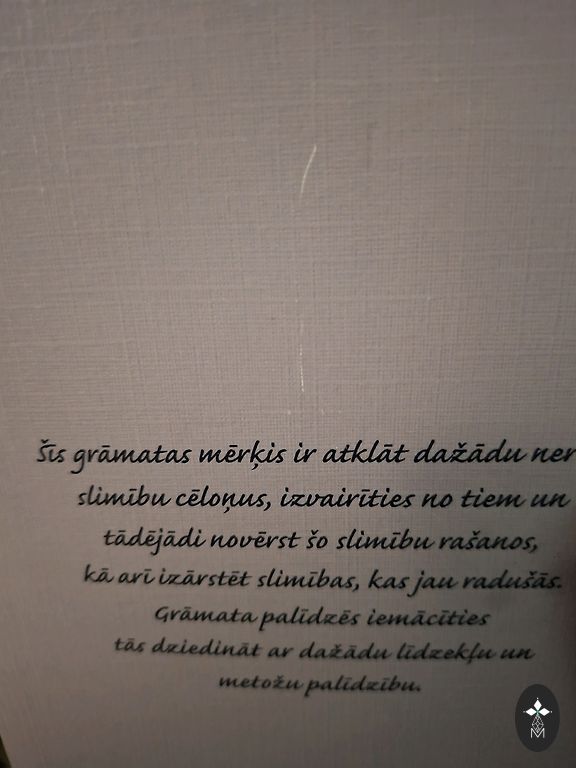 Šīs grāmatas mērķis ir atklāt dažādu ner
slimību cēloņus, izvairīties no tiem un
tādējādi novērst šo slimību rašanos,
kā arī izārstēt slimības, kas jau radušās.
Grāmata palīdzēs iemācīties
tās dziedināt ar dažādu līdzekļu un
metožu palīdzību.
M